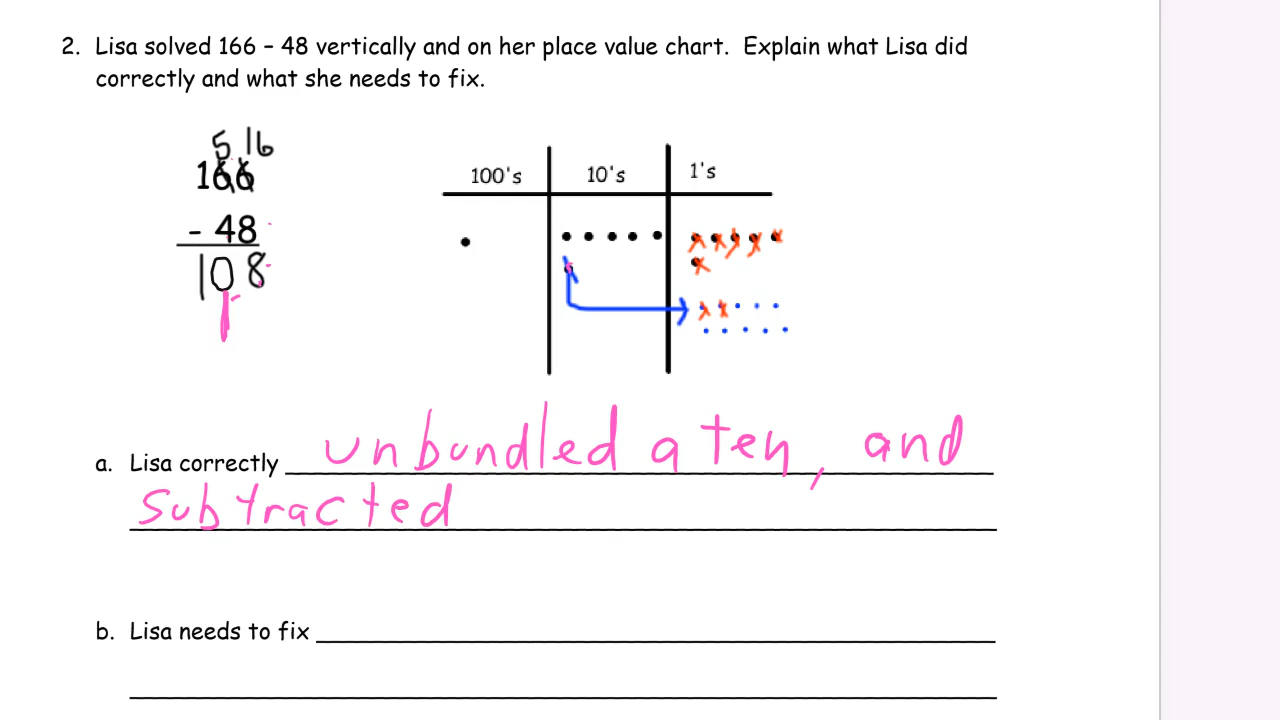 2. Lisa solved 166 – 48 vertically and on her place value chart. Explain what Lisa did
correctly and what she needs to fix.
5 16
166
- 48
108
1
100's 10's 1's
a. Lisa correctly unbundled a ten, and
subtracted
b. Lisa needs to fix